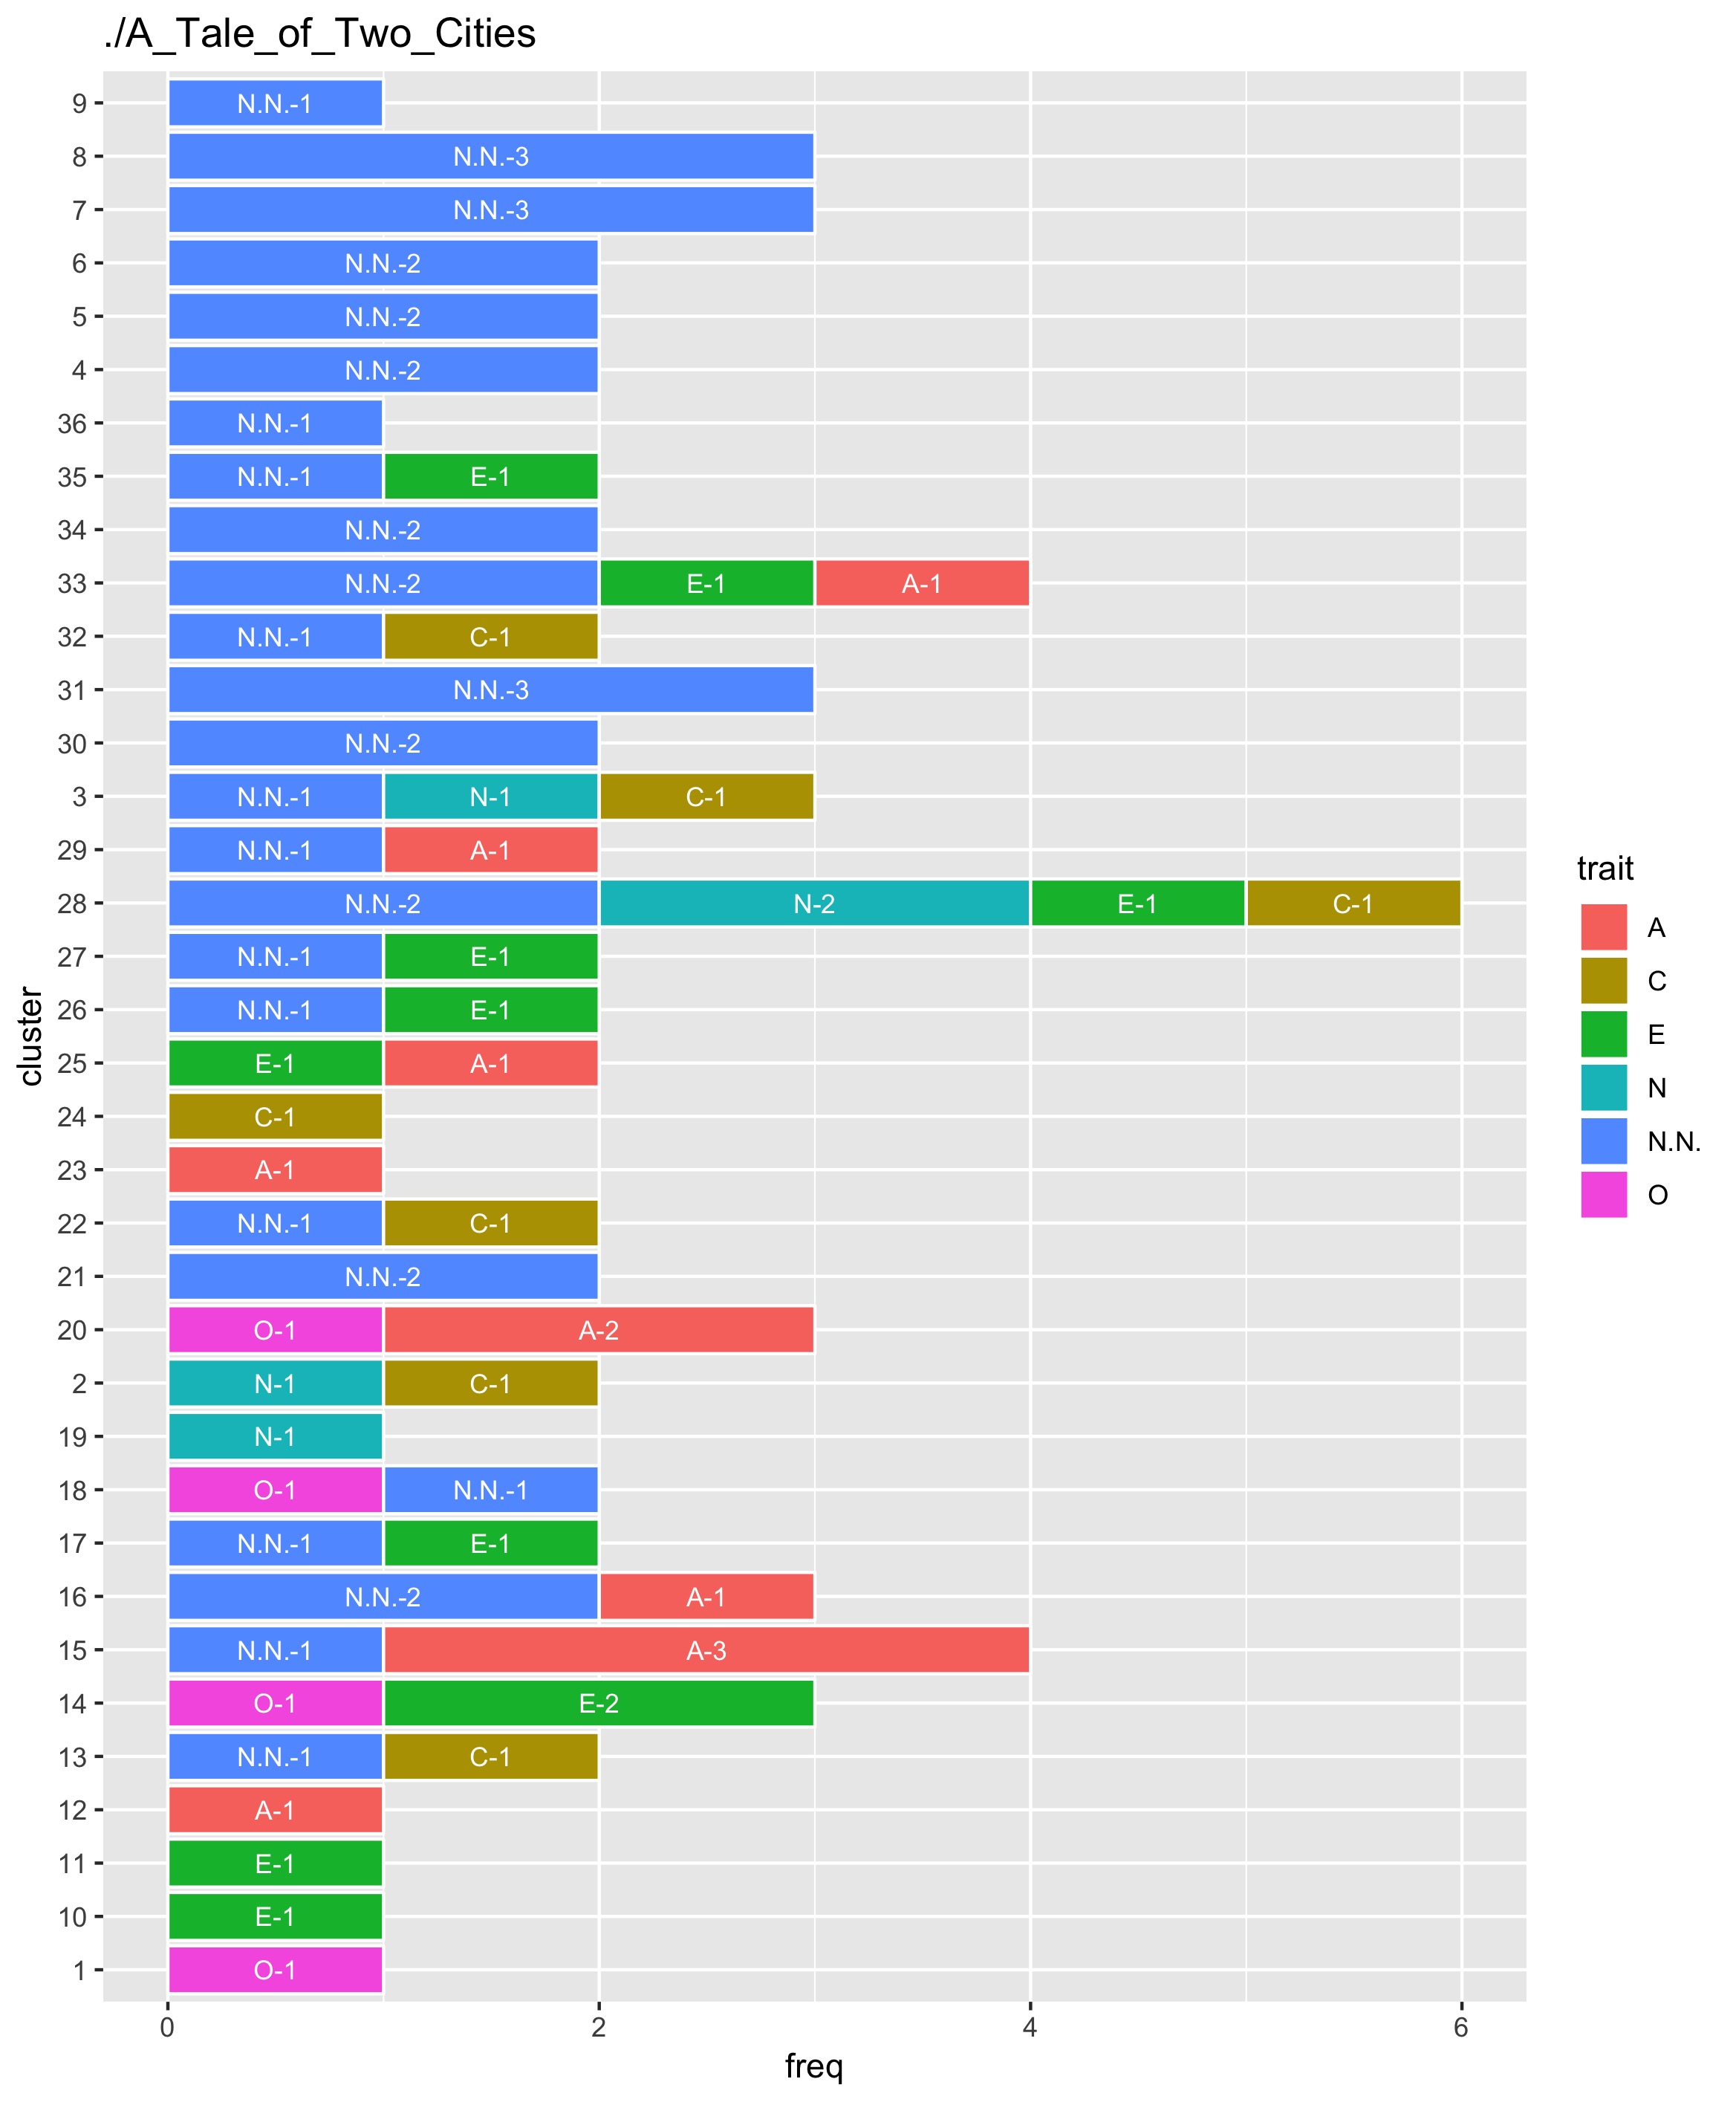 ./A_Tale_of_Two_Cities
9 N.N.-1
8 N.N.-3
7 N.N.-3
6 N.N.-2
5 N.N.-2
4 N.N.-2
36 N.N.-1
35 N.N.-1 E-1
34 N.N.-2
33 N.N.-2 E-1 A-1
32 N.N.-1 C-1
31 N.N.-3
30 N.N.-2
3 N.N.-1 N-1 C-1
29 N.N.-1 A-1
28 N.N.-2 N-2 E-1 C-1
27 N.N.-1 E-1
26 N.N.-1 E-1
25 E-1 A-1
24 C-1
23 A-1
22 N.N.-1 C-1
21 N.N.-2
20 O-1 A-2
2 N-1 C-1
19 N-1
18 O-1 N.N.-1
17 N.N.-1 E-1
16 N.N.-2 A-1
15 N.N.-1 A-3
14 O-1 E-2
13 N.N.-1 C-1
12 A-1
11 E-1
10 E-1
1 O-1
0 2 4 6
freq
cluster
trait
A
C
E
N
N.N.
O